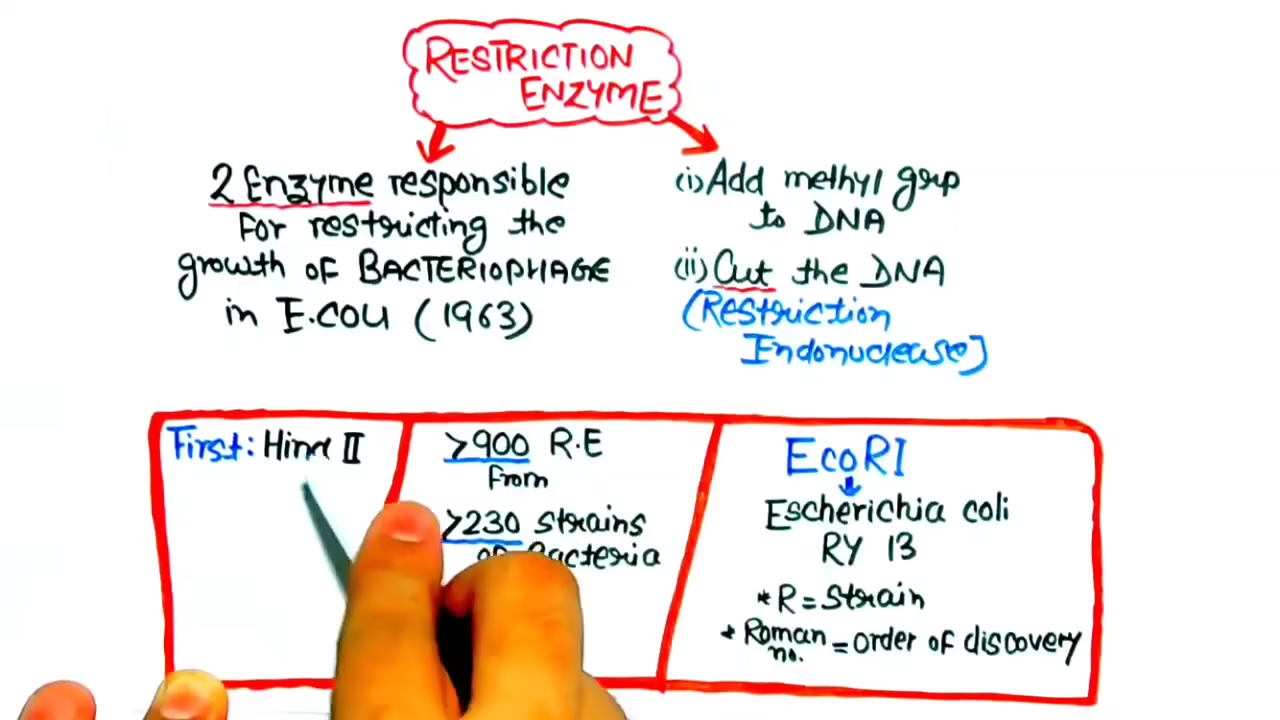 RESTRICTION
ENZYME
2 Enzyme responsible
for restricting the
growth of BACTERIOPHAGE
in E.COLI (1963)
(i) Add methyl grp
to DNA
(ii) Cut the DNA
(Restriction
Endonuclease]
First: Hind II
>900 R.E
from
>230 strains
of Bacteria
EcoRI
Escherichia coli
RY 13
* R = Strain
* Roman no. = order of discovery